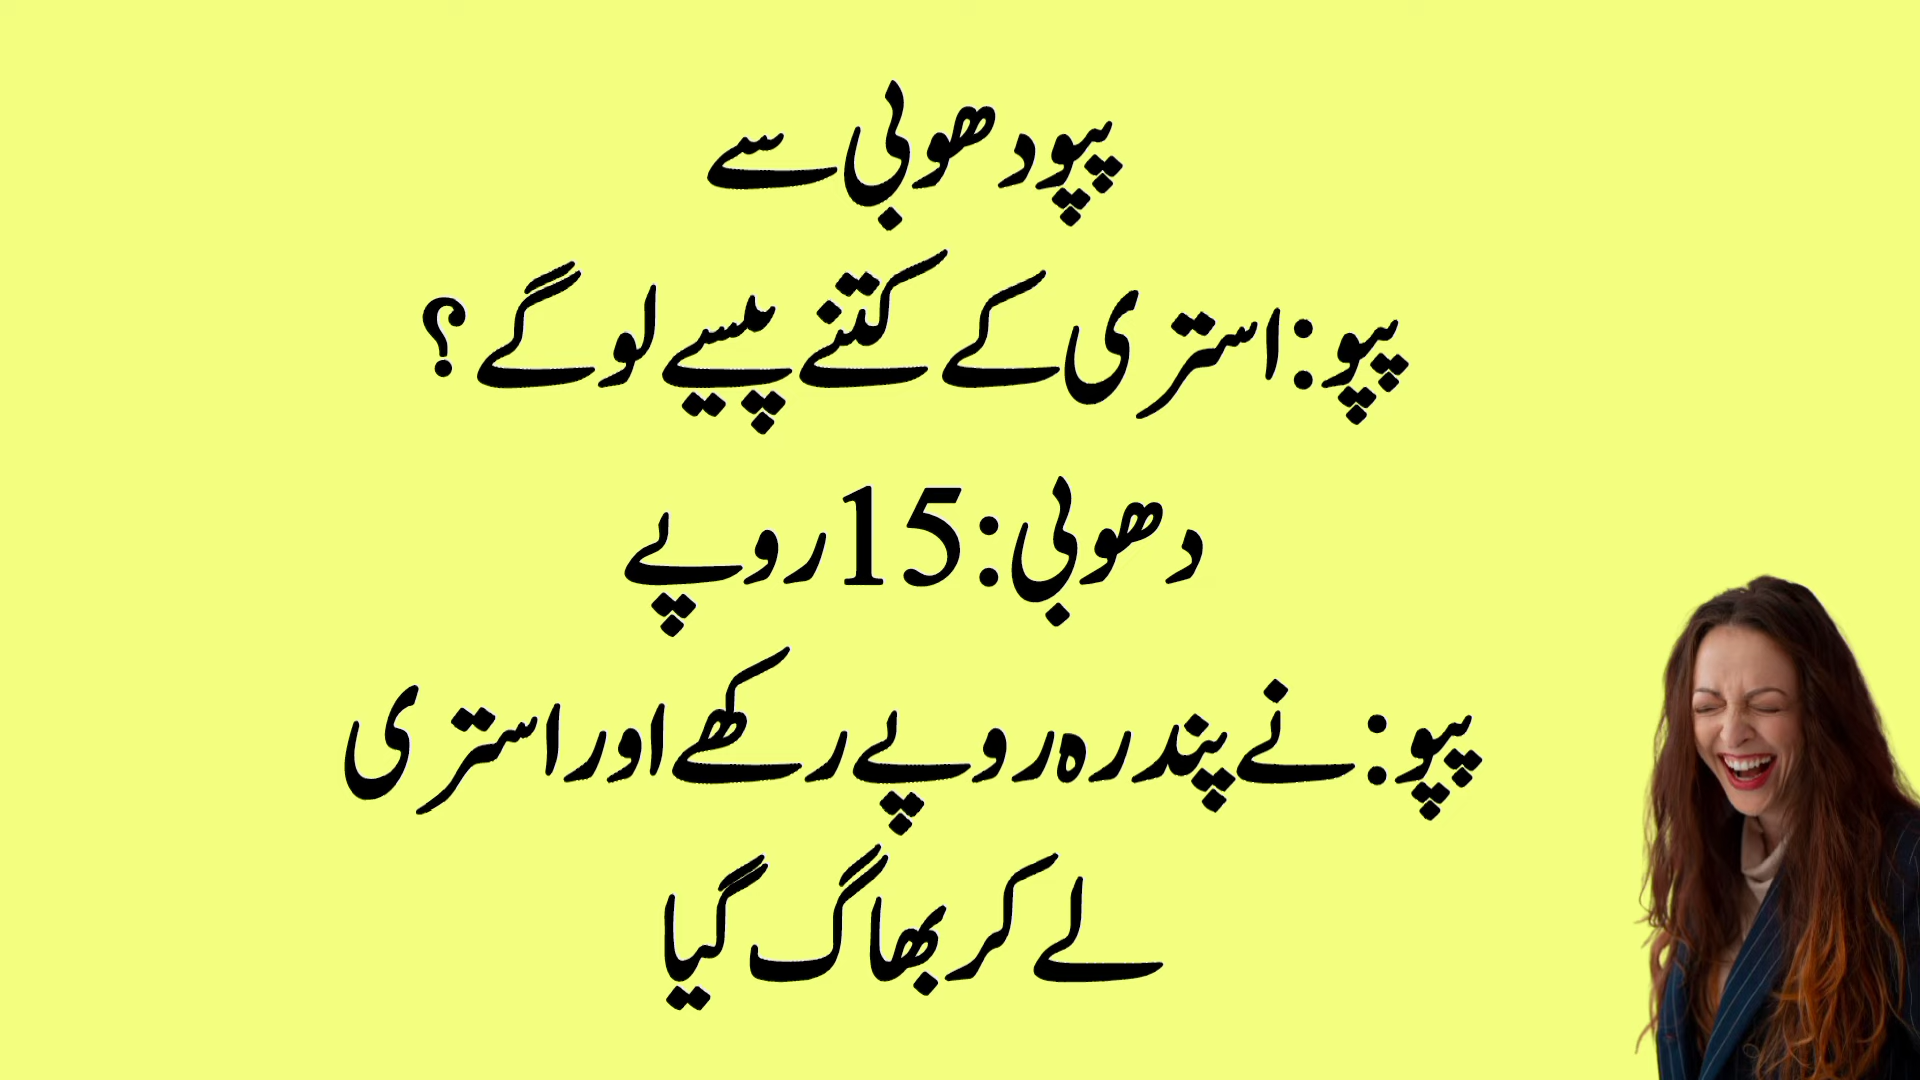 پپو دھوبی سے
پپو: استری کے کتنے پیسے لو گے؟
دھوبی: 15 روپے
پپو: نے پندرہ روپے رکھے اور استری
لے کر بھاگ گیا